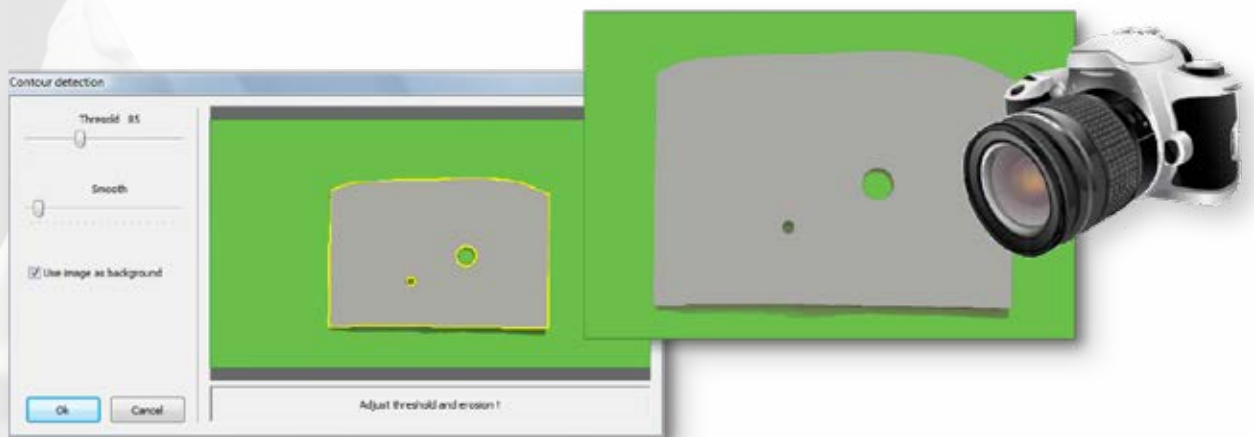 Contour detection
Threshold 85
Smooth
Use image as background
Ok
Cancel
Adjust threshold and erosion !